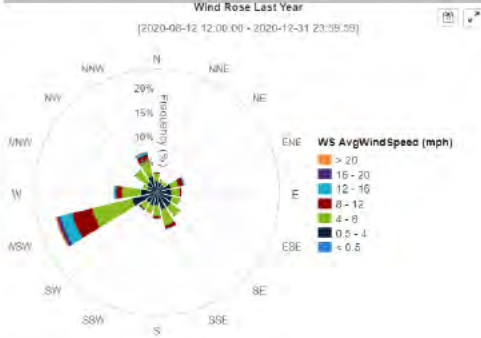 Wind Rose Last Year
[2020-08-12 12:00:00 - 2020-12-31 23:59:59]
N
NNW
NNE
NW
NE
20%
15%
10%
Frequency (%)
WNW
ENE
WS AvgWindSpeed (mph)
> 20
16 - 20
12 - 16
8 - 12
4 - 8
0.5 - 4
< 0.5
W
E
WSW
ESE
SW
SE
SSW
SSE
S